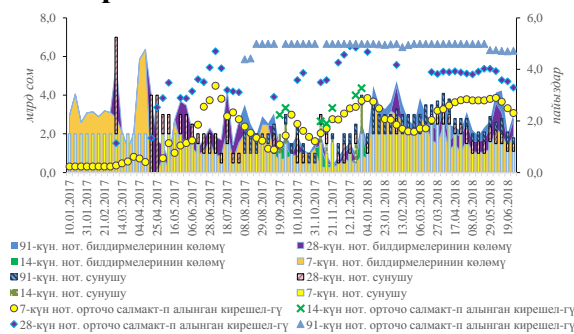 8,0
6,0
4,0
2,0
0,0
млрд сом
6,0
4,0
2,0
0,0
пайыздар
10.01.2017
31.01.2017
21.02.2017
14.03.2017
04.04.2017
25.04.2017
16.05.2017
06.06.2017
28.06.2017
18.07.2017
08.08.2017
29.08.2017
19.09.2017
10.10.2017
31.10.2017
21.11.2017
12.12.2017
04.01.2018
23.01.2018
13.02.2018
06.03.2018
27.03.2018
17.04.2018
08.05.2018
29.05.2018
19.06.2018
91-күн. нот. билдирмелеринин көлөмү
28-күн. нот. билдирмелеринин көлөмү
14-күн. нот. билдирмелеринин көлөмү
7-күн. нот. билдирмелеринин көлөмү
91-күн. нот. сунушу
28-күн. нот. сунушу
14-күн. нот. сунушу
7-күн. нот. сунушу
7-күн. нот. орточо салмакт-п алынган кирешел-гү
14-күн. нот. орточо салмакт-п алынган кирешел-гү
28-күн. нот. орточо салмакт-п алынган кирешел-гү
91-күн. нот. орточо салмакт-п алынган кирешел-гү